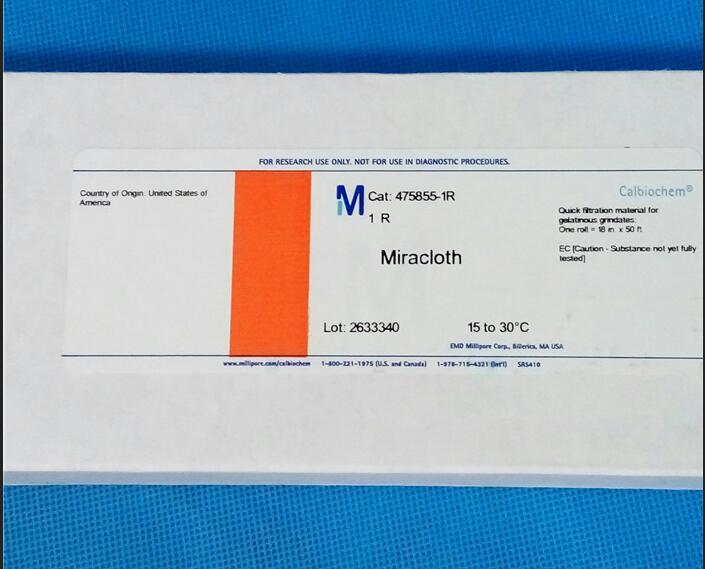 FOR RESEARCH USE ONLY. NOT FOR USE IN DIAGNOSTIC PROCEDURES.
Country of Origin: United States of
America
M
Cat: 475855-1R
1 R
Miracloth
Lot: 2633340
15 to 30°C
Calbiochem®
Quick filtration material for
gelatinous grindates.
One roll = 18 in. x 50 ft.
EC [Caution - Substance not yet fully
tested]
EMD Millipore Corp., Billerica, MA USA
www.millipore.com/calbiochem 1-800-221-1975 (U.S. and Canada) 1-978-715-4321 (Int'l) SRS410